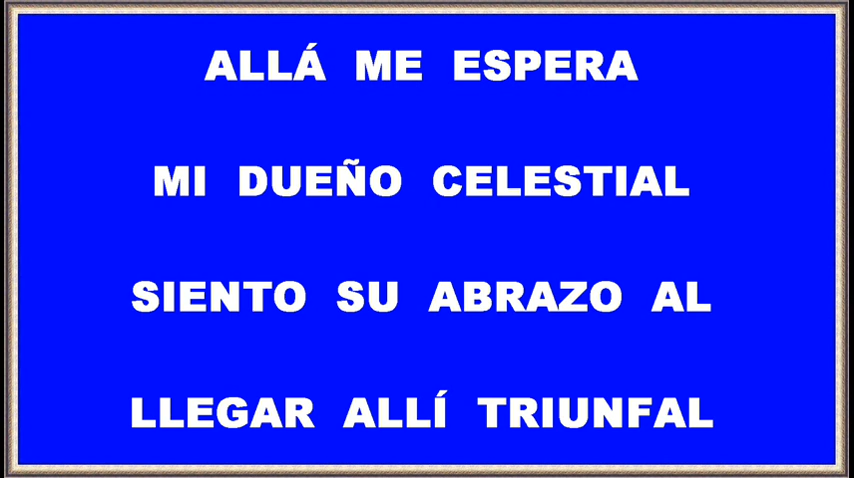 ALLÁ ME ESPERA
MI DUEÑO CELESTIAL
SIENTO SU ABRAZO AL
LLEGAR ALLÍ TRIUNFAL